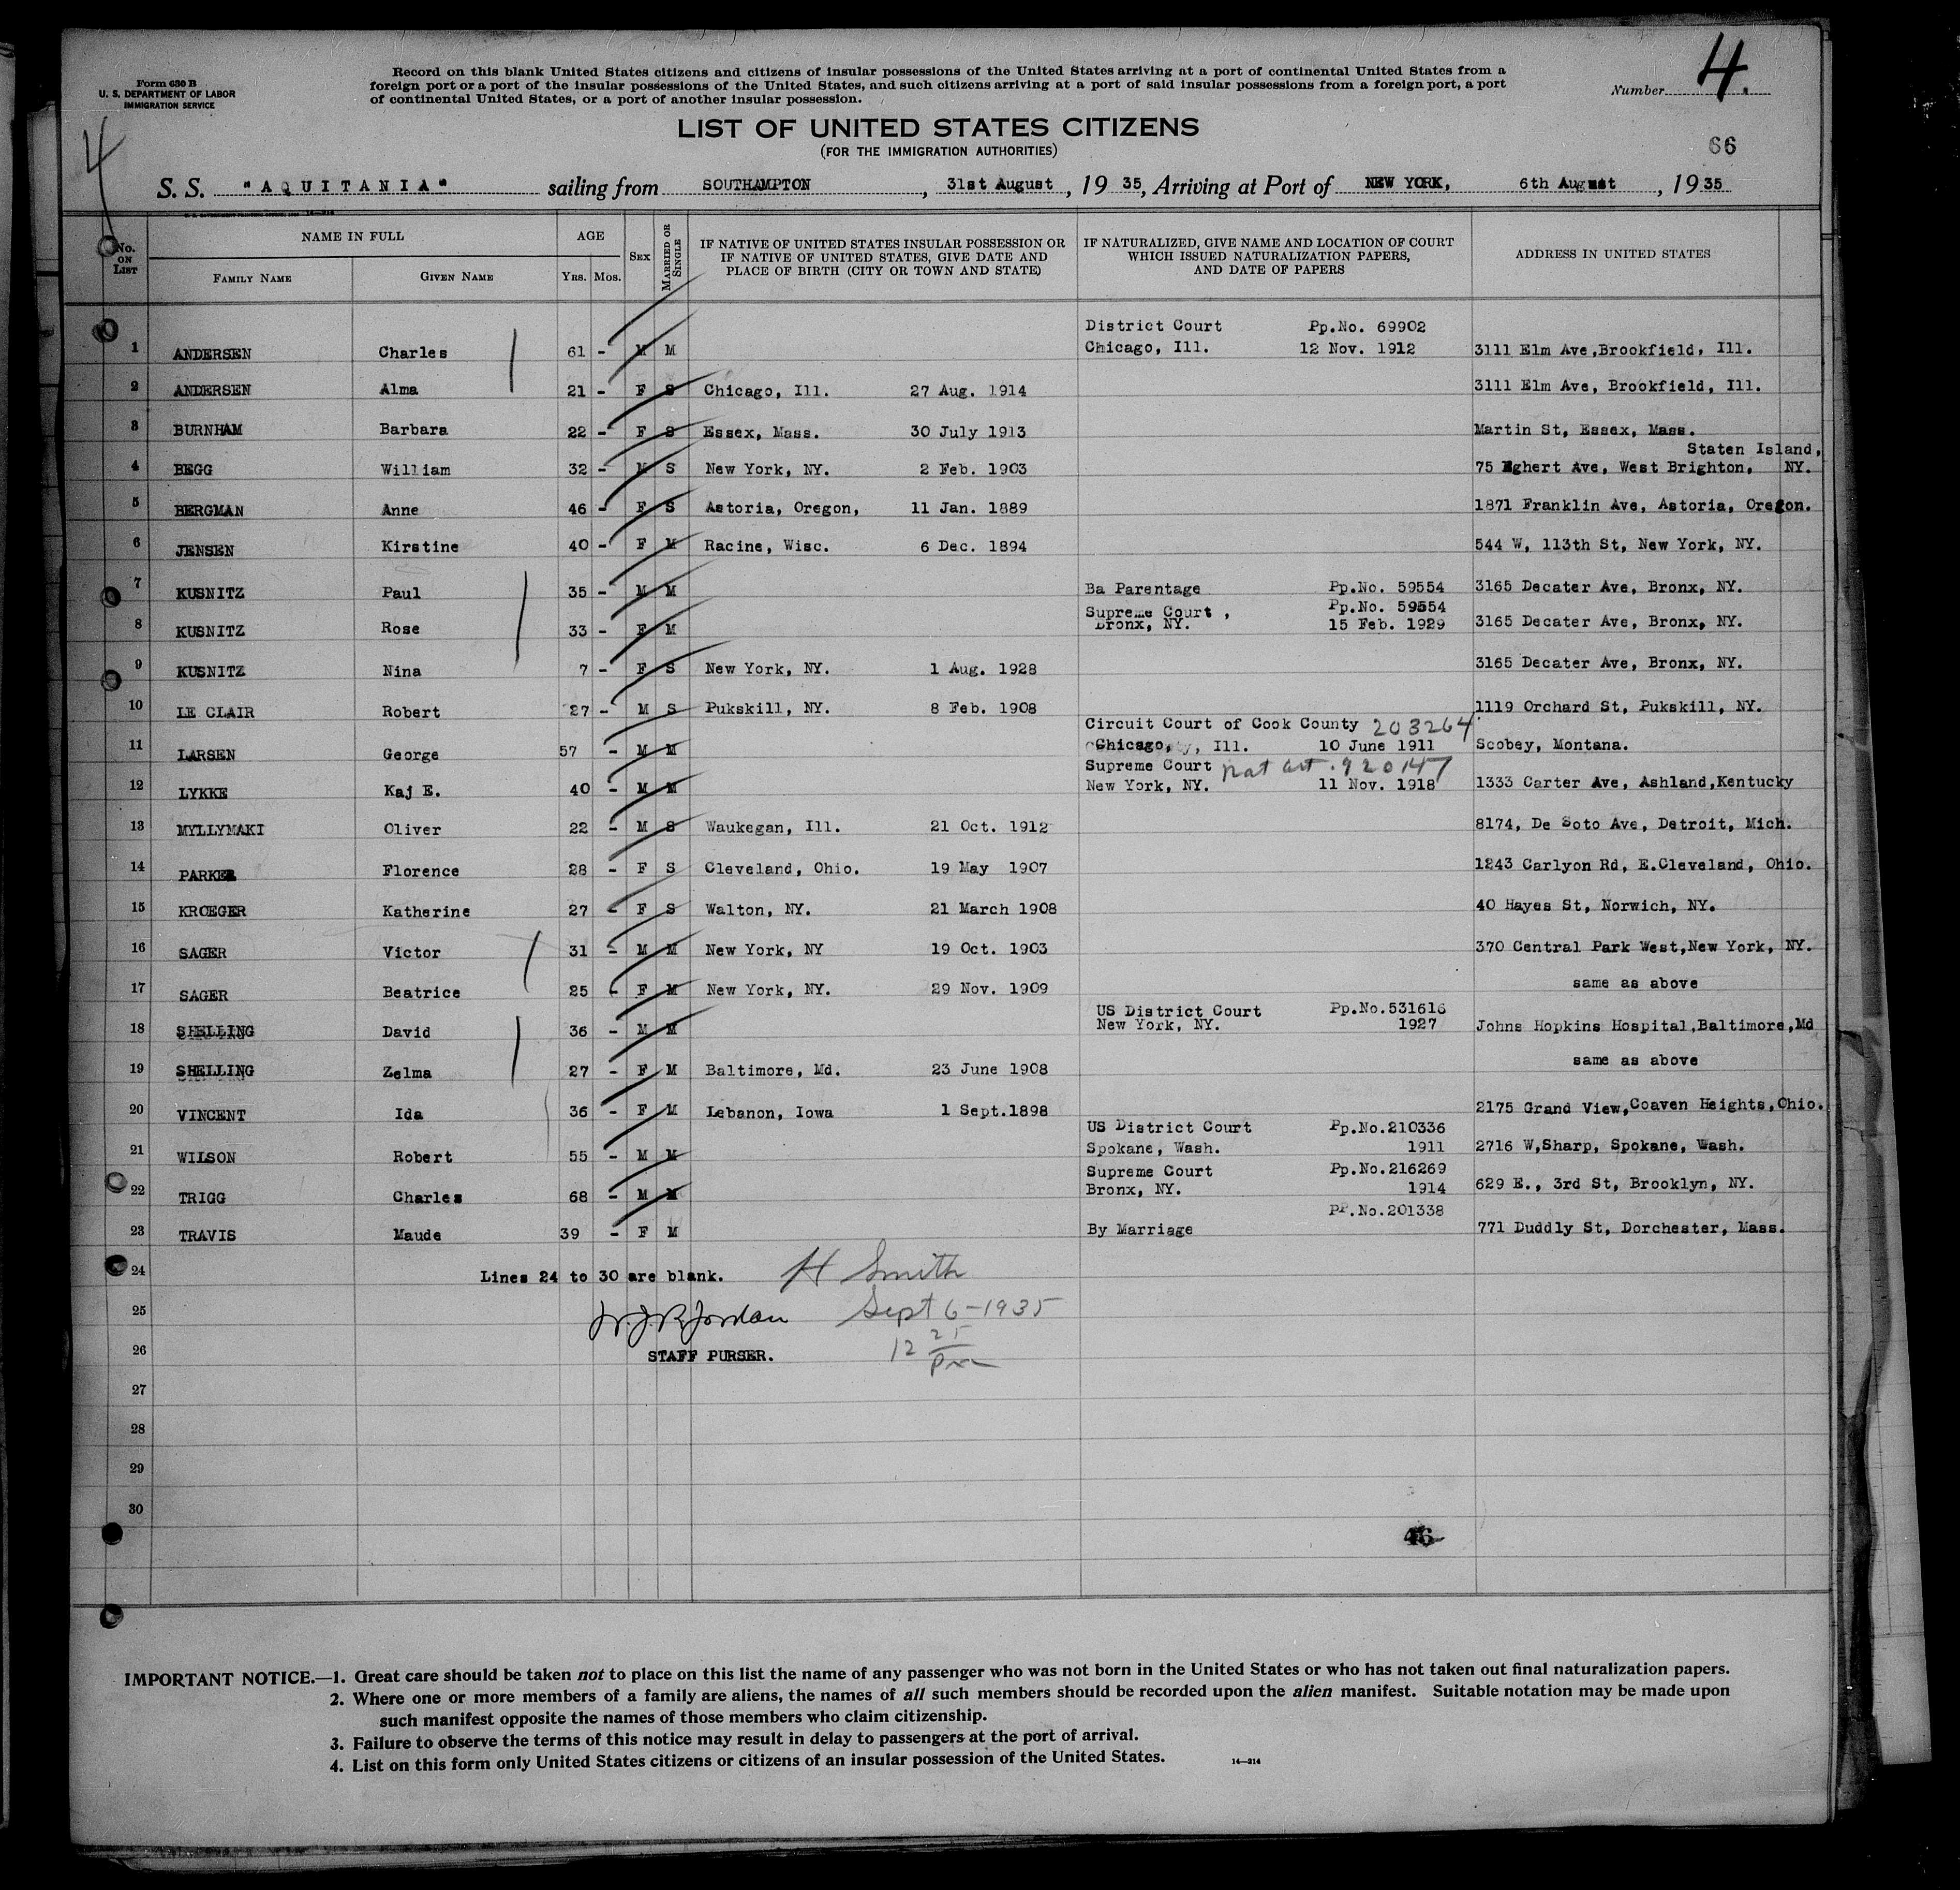 Form 630 B
U. S. DEPARTMENT OF LABOR
IMMIGRATION SERVICE
Record on this blank United States citizens and citizens of insular possessions of the United States arriving at a port of continental United States from a
foreign port or a port of the insular possessions of the United States, and such citizens arriving at a port of said insular possessions from a foreign port, a port
of continental United States, or a port of another insular possession.
Number 4.
4
LIST OF UNITED STATES CITIZENS
(FOR THE IMMIGRATION AUTHORITIES)
66
S. S. "AQUITANIA" sailing from SOUTHAMPTON, 31st August, 19 35, Arriving at Port of NEW YORK, 6th August, 19 35
No. ON LIST
NAME IN FULL
FAMILY NAME GIVEN NAME
AGE
YRS. MOS.
SEX
MARRIED OR SINGLE
IF NATIVE OF UNITED STATES INSULAR POSSESSION OR
IF NATIVE OF UNITED STATES, GIVE DATE AND
PLACE OF BIRTH (CITY OR TOWN AND STATE)
IF NATURALIZED, GIVE NAME AND LOCATION OF COURT
WHICH ISSUED NATURALIZATION PAPERS,
AND DATE OF PAPERS
ADDRESS IN UNITED STATES
District Court Pp.No. 69902
1 ANDERSEN Charles 61 - M M Chicago, Ill. 12 Nov. 1912 3111 Elm Ave,Brookfield, Ill.
2 ANDERSEN Alma 21 - F S Chicago, Ill. 27 Aug. 1914 3111 Elm Ave, Brookfield, Ill.
3 BURNHAM Barbara 22 - F S Essex, Mass. 30 July 1913 Martin St, Essex, Mass.
Staten Island,
4 BEGG William 32 - M S New York, NY. 2 Feb. 1903 75 Eghert Ave, West Brighton, NY.
5 BERGMAN Anne 46 - F S Astoria, Oregon, 11 Jan. 1889 1871 Franklin Ave, Astoria, Oregon.
6 JENSEN Kirstine 40 - F M Racine, Wisc. 6 Dec. 1894 544 W, 113th St, New York, NY.
7 KUSNITZ Paul 35 - M M Ba Parentage Pp.No. 59554 3165 Decater Ave, Bronx, NY.
Supreme Court, Pp.No. 59554
8 KUSNITZ Rose 33 - F M Bronx, NY. 15 Feb. 1929 3165 Decater Ave, Bronx, NY.
9 KUSNITZ Nina 7 - F S New York, NY. 1 Aug. 1928 3165 Decater Ave, Bronx, NY.
10 LE CLAIR Robert 27 - M S Pukskill, NY. 8 Feb. 1908 1119 Orchard St, Pukskill, NY.
Circuit Court of Cook County 203264
11 LARSEN George 57 - M M Chicago, Ill. 10 June 1911 Scobey, Montana.
Supreme Court nat cert. 920147
12 LYKKE Kaj E. 40 - M M New York, NY. 11 Nov. 1918 1333 Carter Ave, Ashland,Kentucky
13 MYLLYMAKI Oliver 22 - M S Waukegan, Ill. 21 Oct. 1912 8174, De Soto Ave, Detroit, Mich.
14 PARKER Florence 28 - F S Cleveland, Ohio. 19 May 1907 1243 Carlyon Rd, E.Cleveland, Ohio.
15 KROEGER Katherine 27 - F S Walton, NY. 21 March 1908 40 Hayes St, Norwich, NY.
16 SAGER Victor 31 - M M New York, NY 19 Oct. 1903 370 Central Park West,New York, NY.
17 SAGER Beatrice 25 - F M New York, NY. 29 Nov. 1909 same as above
US District Court Pp.No.531616
18 SHELLING David 36 - M M New York, NY. 1927 Johns Hopkins Hospital,Baltimore,Md
19 SHELLING Zelma 27 - F M Baltimore, Md. 23 June 1908 same as above
20 VINCENT Ida 36 - F M Lebanon, Iowa 1 Sept.1898 2175 Grand View,Coaven Heights,Ohio.
US District Court Pp.No.210336
21 WILSON Robert 55 - M M Spokane, Wash. 1911 2716 W,Sharp, Spokane, Wash.
Supreme Court Pp.No.216269
22 TRIGG Charles 68 - M M Bronx, NY. 1914 629 E., 3rd St, Brooklyn, NY.
PP.No.201338
23 TRAVIS Maude 39 - F M By Marriage 771 Duddly St, Dorchester, Mass.
24 Lines 24 to 30 are blank. H Smith
25 W.J.R.Jordan Sept 6-1935
26 STAFF PURSER. 12 25 pm
27
28
29
30
46
IMPORTANT NOTICE.—1. Great care should be taken not to place on this list the name of any passenger who was not born in the United States or who has not taken out final naturalization papers.
2. Where one or more members of a family are aliens, the names of all such members should be recorded upon the alien manifest. Suitable notation may be made upon
such manifest opposite the names of those members who claim citizenship.
3. Failure to observe the terms of this notice may result in delay to passengers at the port of arrival.
4. List on this form only United States citizens or citizens of an insular possession of the United States.
14—314